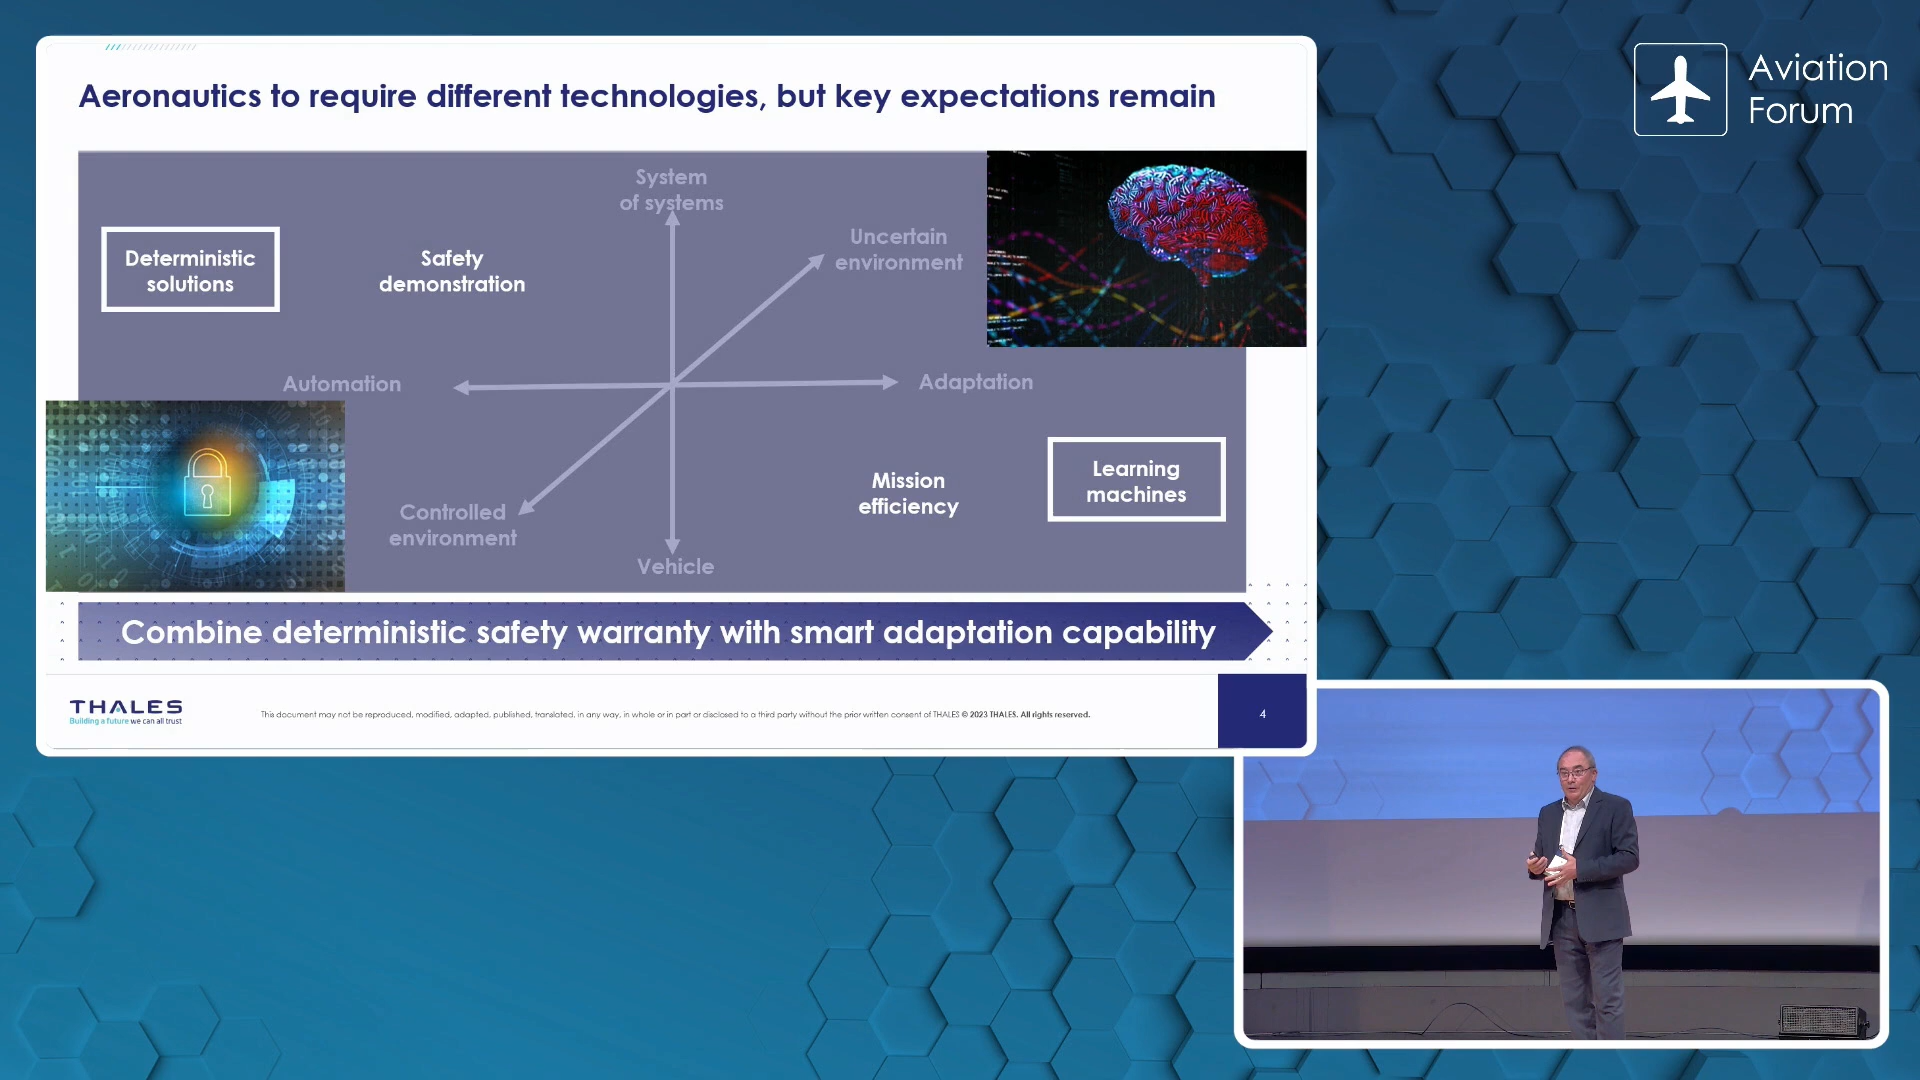 Aeronautics to require different technologies, but key expectations remain
System
of systems
Uncertain
environment
Deterministic
solutions
Safety
demonstration
Automation
Adaptation
Learning
machines
Mission
efficiency
Controlled
environment
Vehicle
Combine deterministic safety warranty with smart adaptation capability
THALES
Building a future we can all trust
This document may not be reproduced, modified, adapted, published, translated, in any way, in whole or in part or disclosed to a third party without the prior written consent of THALES © 2023 THALES. All rights reserved.
4
Aviation
Forum